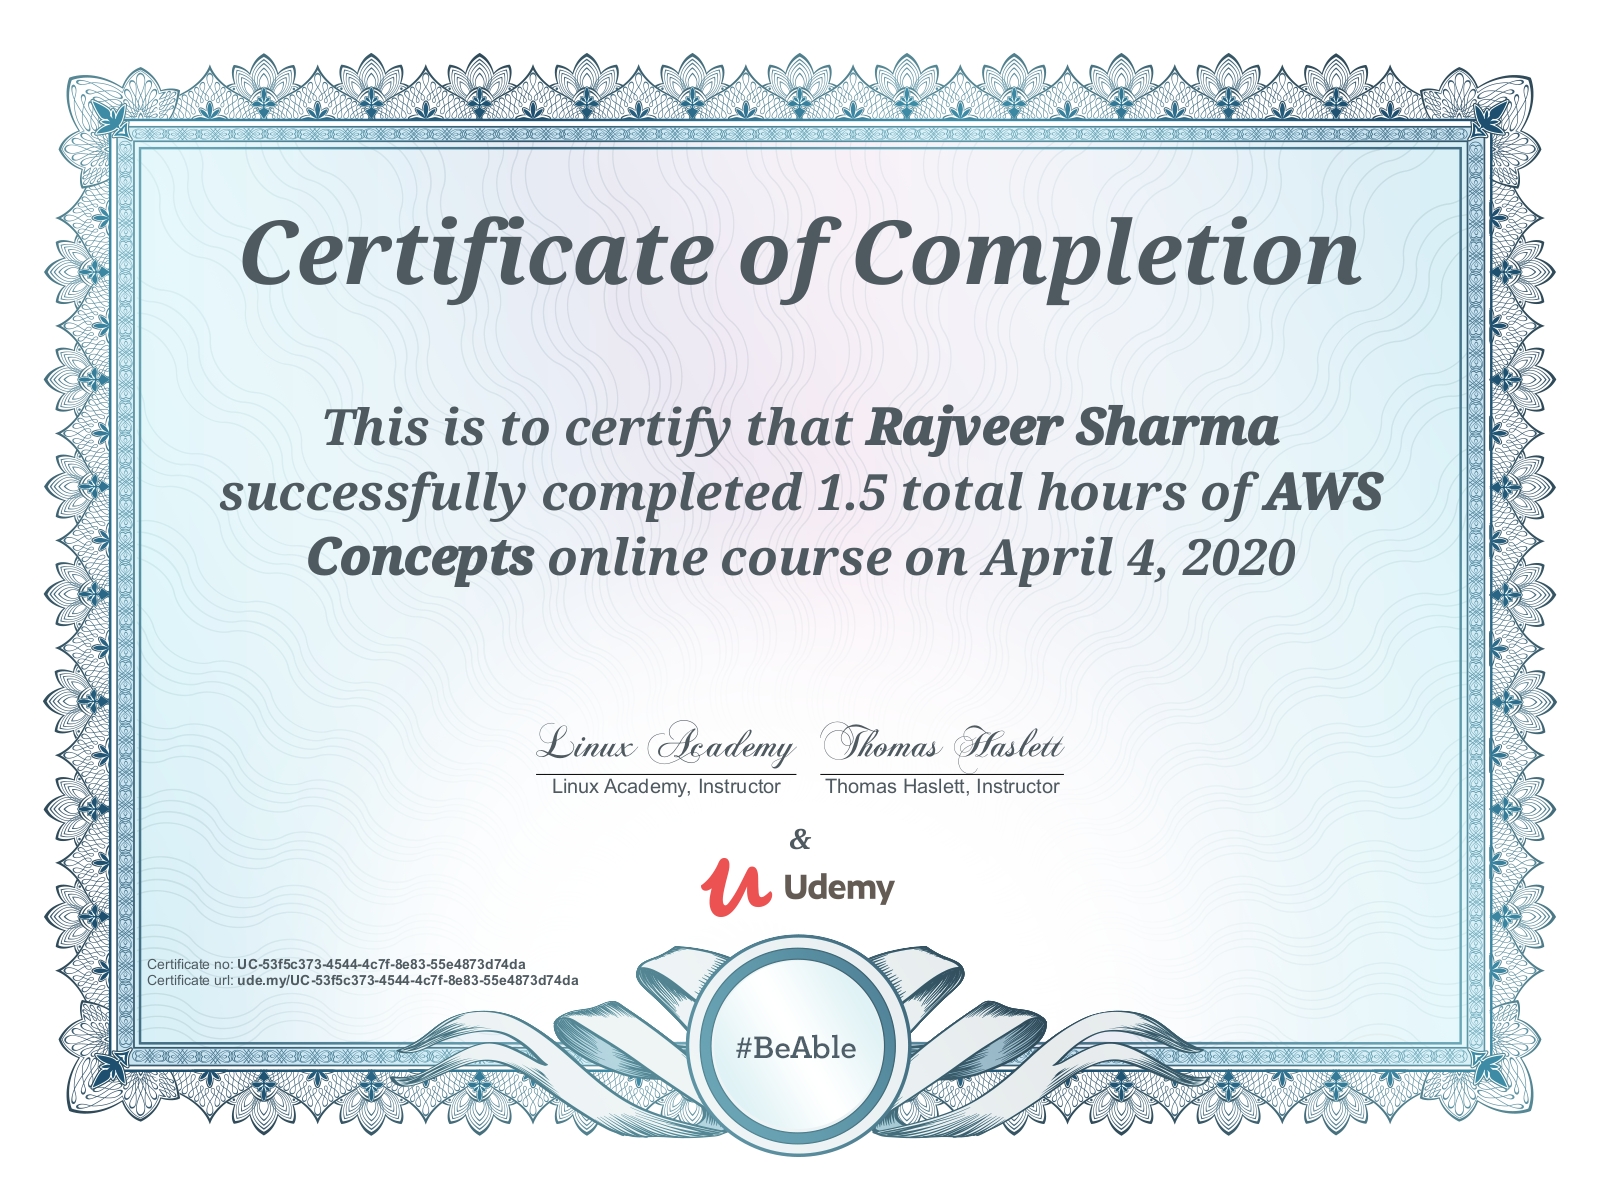 Certificate of Completion
This is to certify that Rajveer Sharma
successfully completed 1.5 total hours of AWS
Concepts online course on April 4, 2020
Linux Academy Thomas Haslett
Linux Academy, Instructor Thomas Haslett, Instructor
&
Udemy
Certificate no: UC-53f5c373-4544-4c7f-8e83-55e4873d74da
Certificate url: ude.my/UC-53f5c373-4544-4c7f-8e83-55e4873d74da
#BeAble